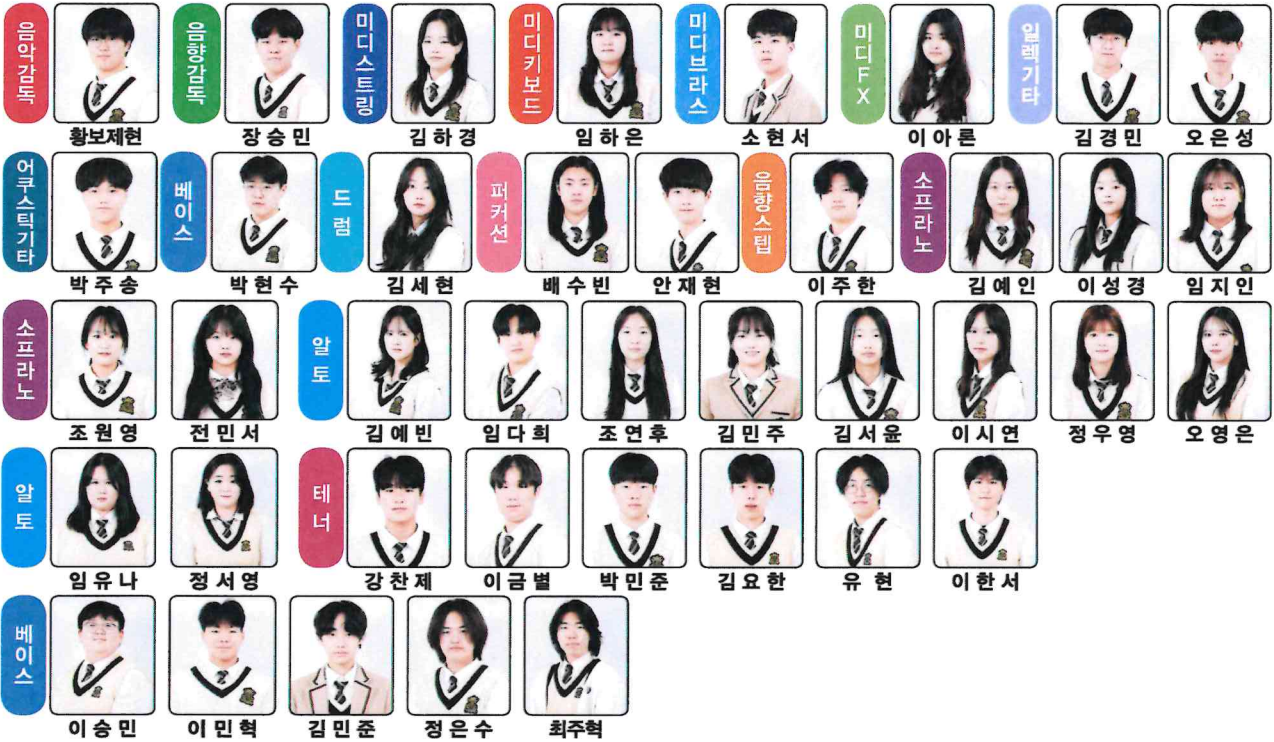 음악감독 음향감독 미디스트링 미디키보드 미디브라스 미디FX 일렉기타
황보제현 장승민 김하경 임하은 소현서 이아론 김경민 오은성
어쿠스틱기타 베이스 드럼 퍼커션 음향스텝 소프라노
박주송 박현수 김세현 배수빈 안재현 이주한 김예인 이성경 임지인
소프라노 알토
조원영 전민서 김예빈 임다희 조연후 김민주 김서윤 이시연 정우영 오영은
알토 테너
임유나 정서영 강찬제 이금별 박민준 김요한 유현 이한서
베이스
이승민 이민혁 김민준 정은수 최주혁